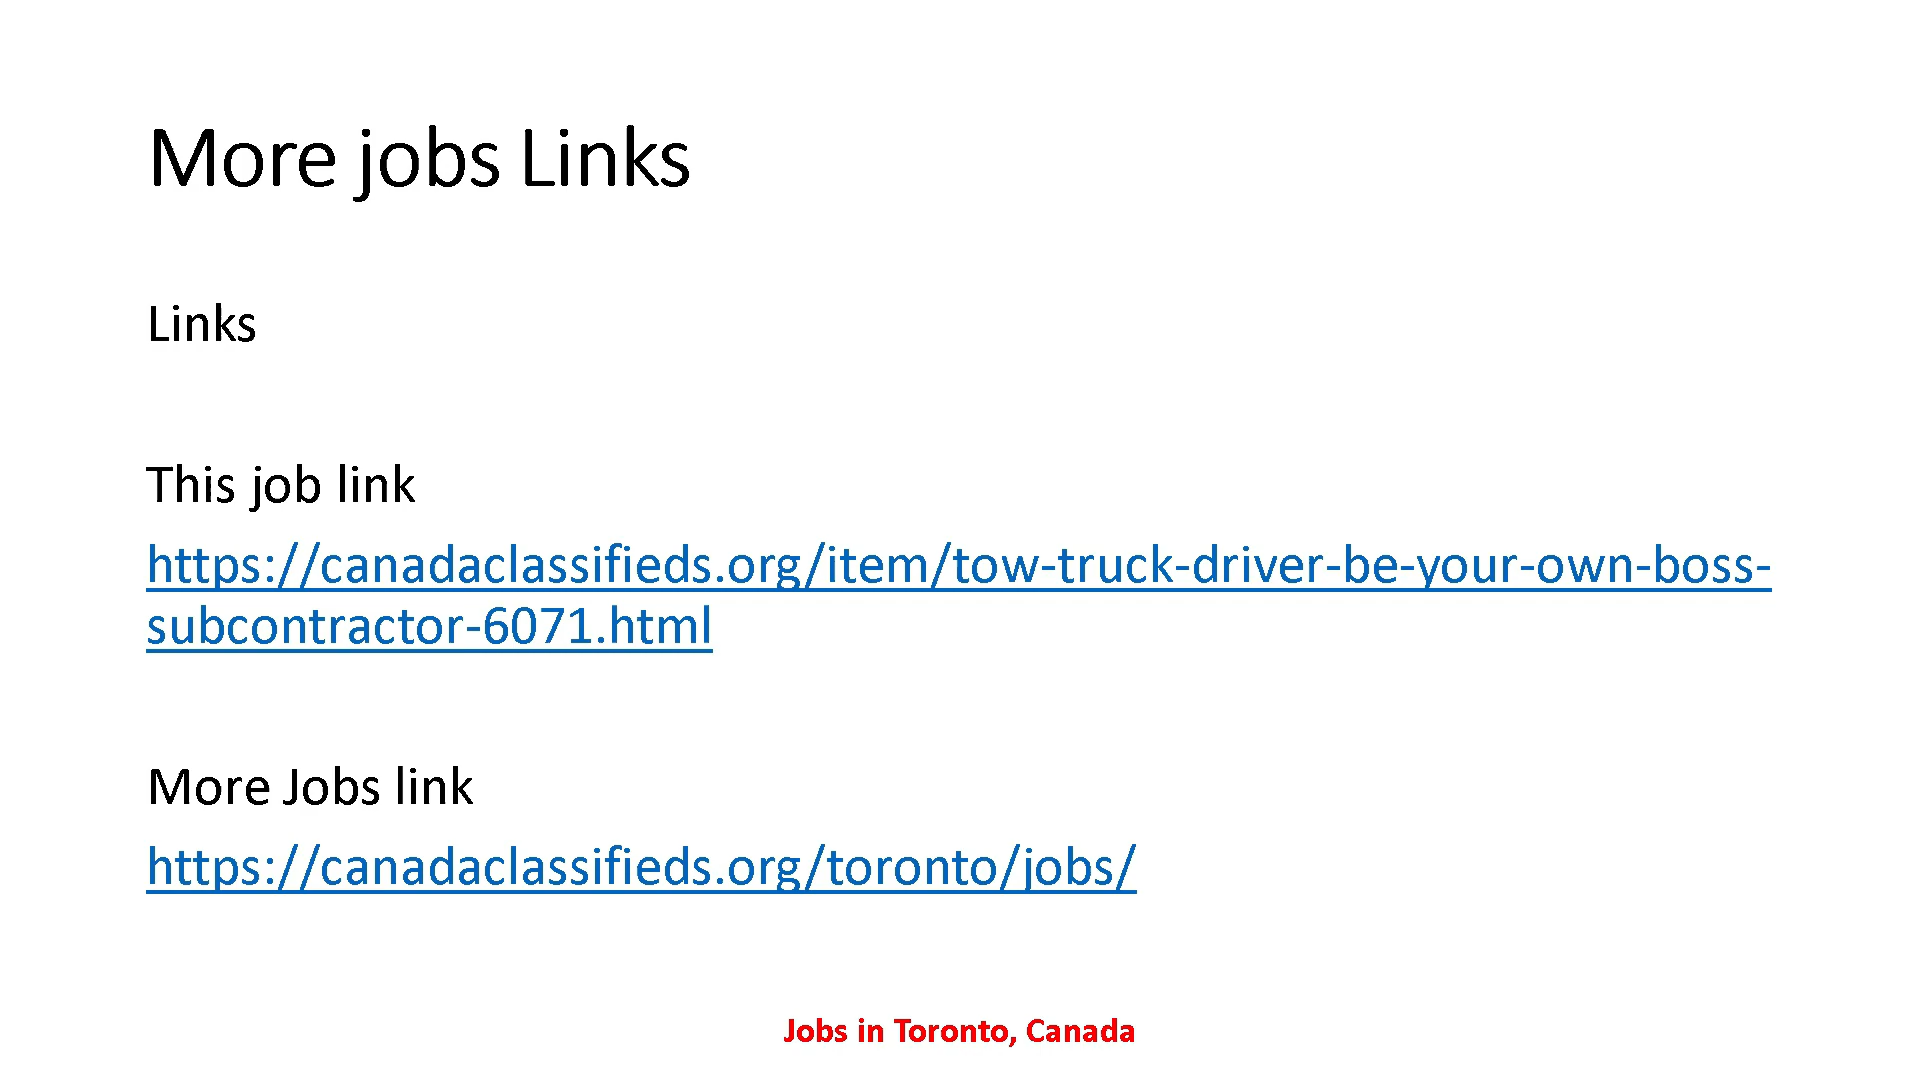 More jobs Links
Links
This job link
https://canadaclassifieds.org/item/tow-truck-driver-be-your-own-boss-
subcontractor-6071.html
More Jobs link
https://canadaclassifieds.org/toronto/jobs/
Jobs in Toronto, Canada